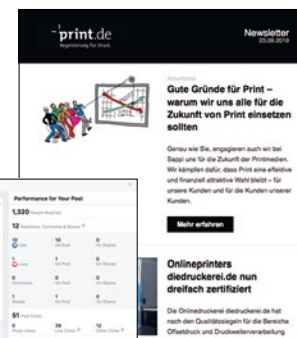 print.de
Begeisterung für Druck.
Newsletter
23.09.2019
Advertorial
Gute Gründe für Print –
warum wir uns alle für die
Zukunft von Print einsetzen
sollten
Genau wie Sie, engagieren auch wir bei
Sappi uns für die Zukunft der Printmedien.
Wir kämpfen dafür, dass Print eine effektive
und finanziell attraktive Wahl bleibt – für
unsere Kunden und für die Kunden unserer
Kunden.
Mehr erfahren
Onlineprinters
diedruckerei.de nun
dreifach zertifiziert
Die Onlinedruckerei diedruckerei.de hat
nach den Qualitätssiegeln für die Bereiche
Offsetdruck und Druckweiterverarbeitung
Performance for Your Post
1,330 People Reached
12 Reactions, Comments & Shares
10 Like
10 On Post
0 On Shares
1 Love
1 On Post
0 On Shares
0 Comments
0 On Post
0 On Shares
1 Shares
1 On Post
0 On Shares
51 Post Clicks
0 Photo Views
39 Link Clicks
12 Other Clicks